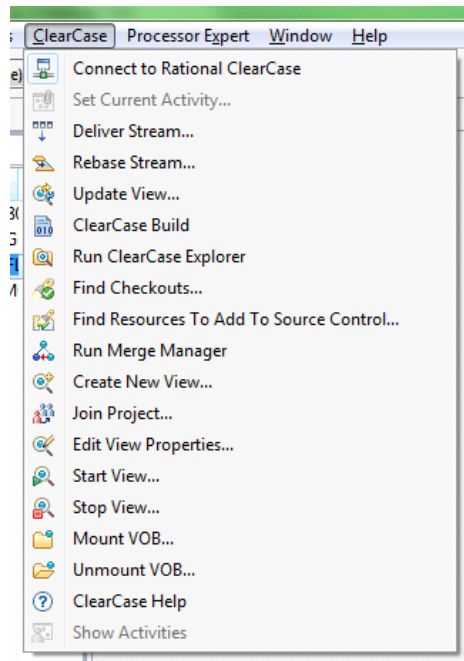 ClearCase Processor Expert Window Help
e)
Connect to Rational ClearCase
Set Current Activity...
Deliver Stream...
Rebase Stream...
Update View...
ClearCase Build
Run ClearCase Explorer
Find Checkouts...
Find Resources To Add To Source Control...
Run Merge Manager
Create New View...
Join Project...
Edit View Properties...
Start View...
Stop View...
Mount VOB...
Unmount VOB...
ClearCase Help
Show Activities